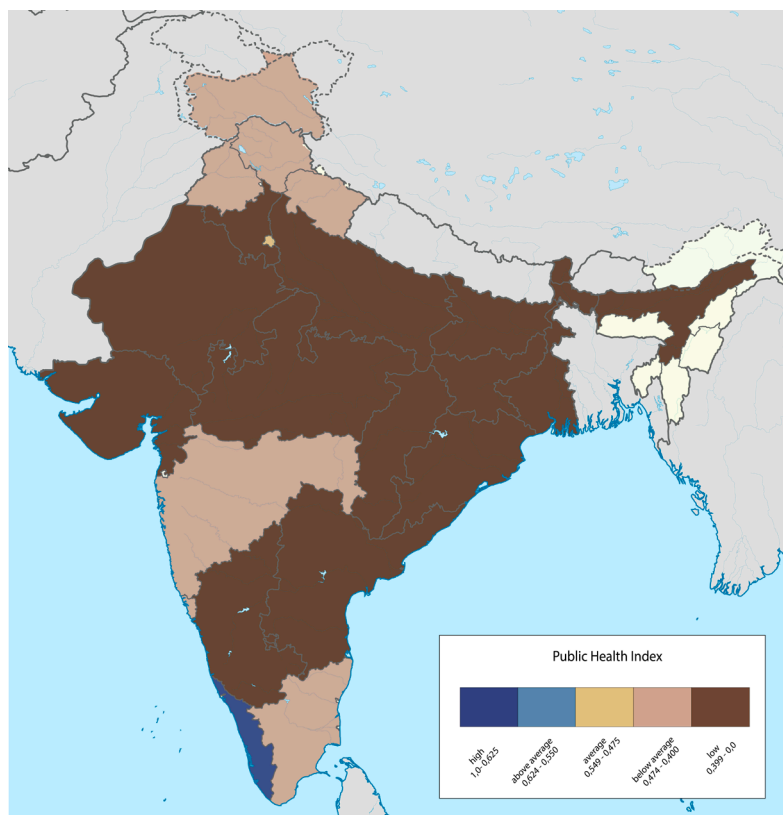 Public Health Index
high
1,0- 0,625
above average
0,624 - 0,550
average
0,549 - 0,475
below average
0,474 - 0,400
low
0,399 - 0,0